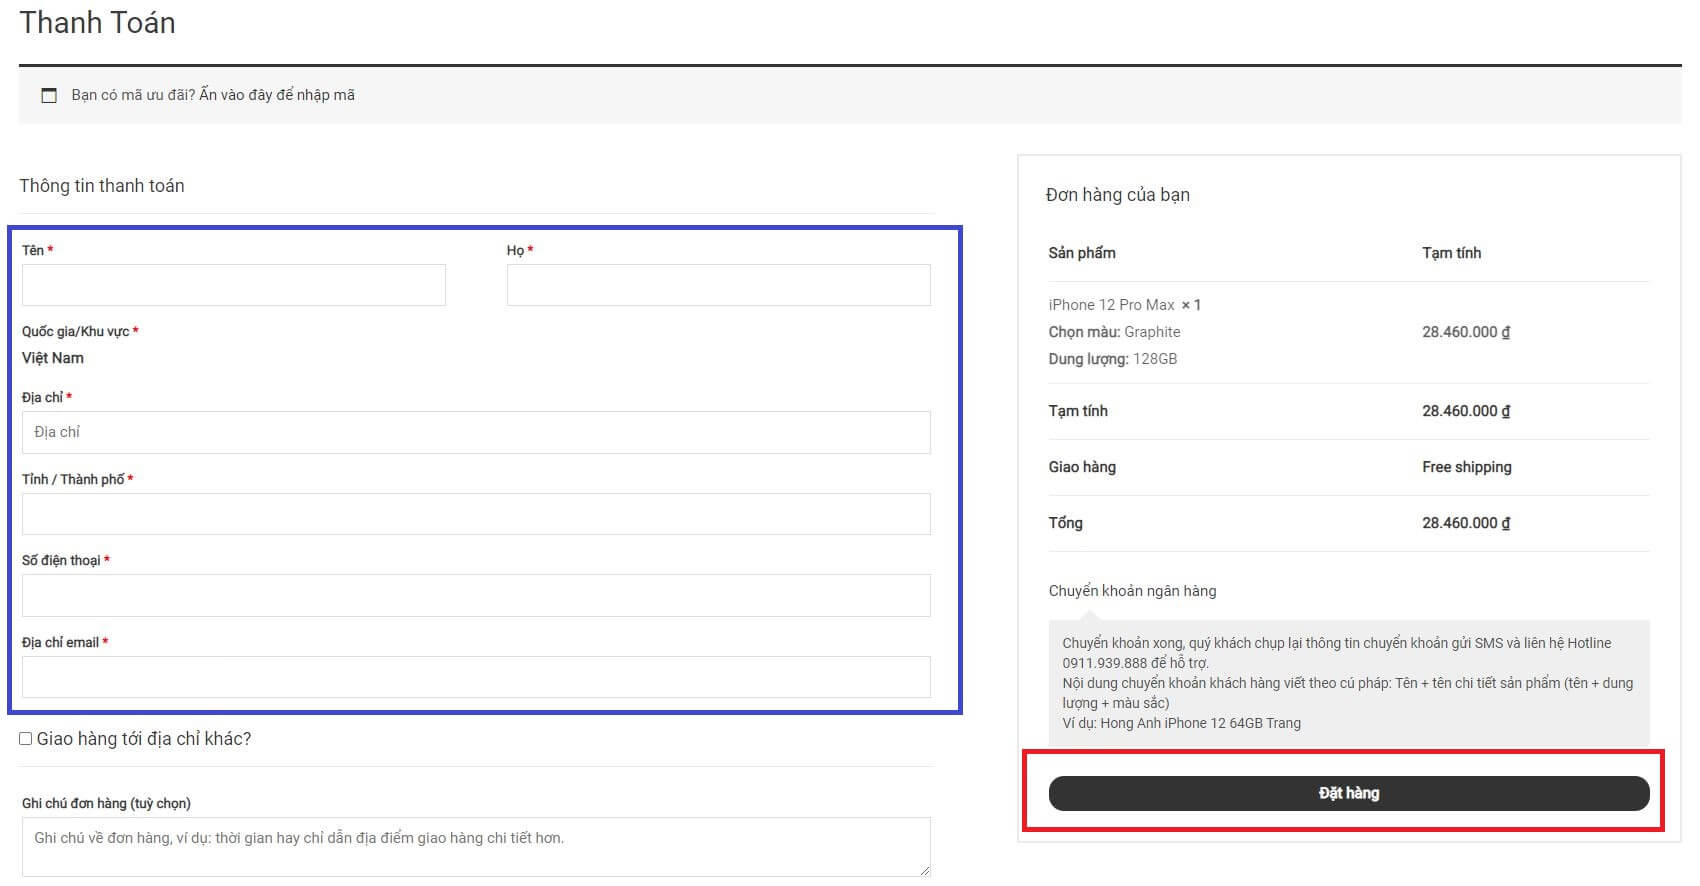 Thanh Toán
Bạn có mã ưu đãi? Ấn vào đây để nhập mã
Thông tin thanh toán
Tên *
Họ *
Quốc gia/Khu vực *
Việt Nam
Địa chỉ *
Địa chỉ
Tỉnh / Thành phố *
Số điện thoại *
Địa chỉ email *
Giao hàng tới địa chỉ khác?
Ghi chú đơn hàng (tuỳ chọn)
Ghi chú về đơn hàng, ví dụ: thời gian hay chỉ dẫn địa điểm giao hàng chi tiết hơn.
Đơn hàng của bạn
Sản phẩm Tạm tính
iPhone 12 Pro Max × 1
Chọn màu: Graphite 28.460.000 ₫
Dung lượng: 128GB
Tạm tính 28.460.000 ₫
Giao hàng Free shipping
Tổng 28.460.000 ₫
Chuyển khoản ngân hàng
Chuyển khoản xong, quý khách chụp lại thông tin chuyển khoản gửi SMS và liên hệ Hotline
0911.939.888 để hỗ trợ.
Nội dung chuyển khoản khách hàng viết theo cú pháp: Tên + tên chi tiết sản phẩm (tên + dung
lượng + màu sắc)
Ví dụ: Hong Anh iPhone 12 64GB Trang
Đặt hàng